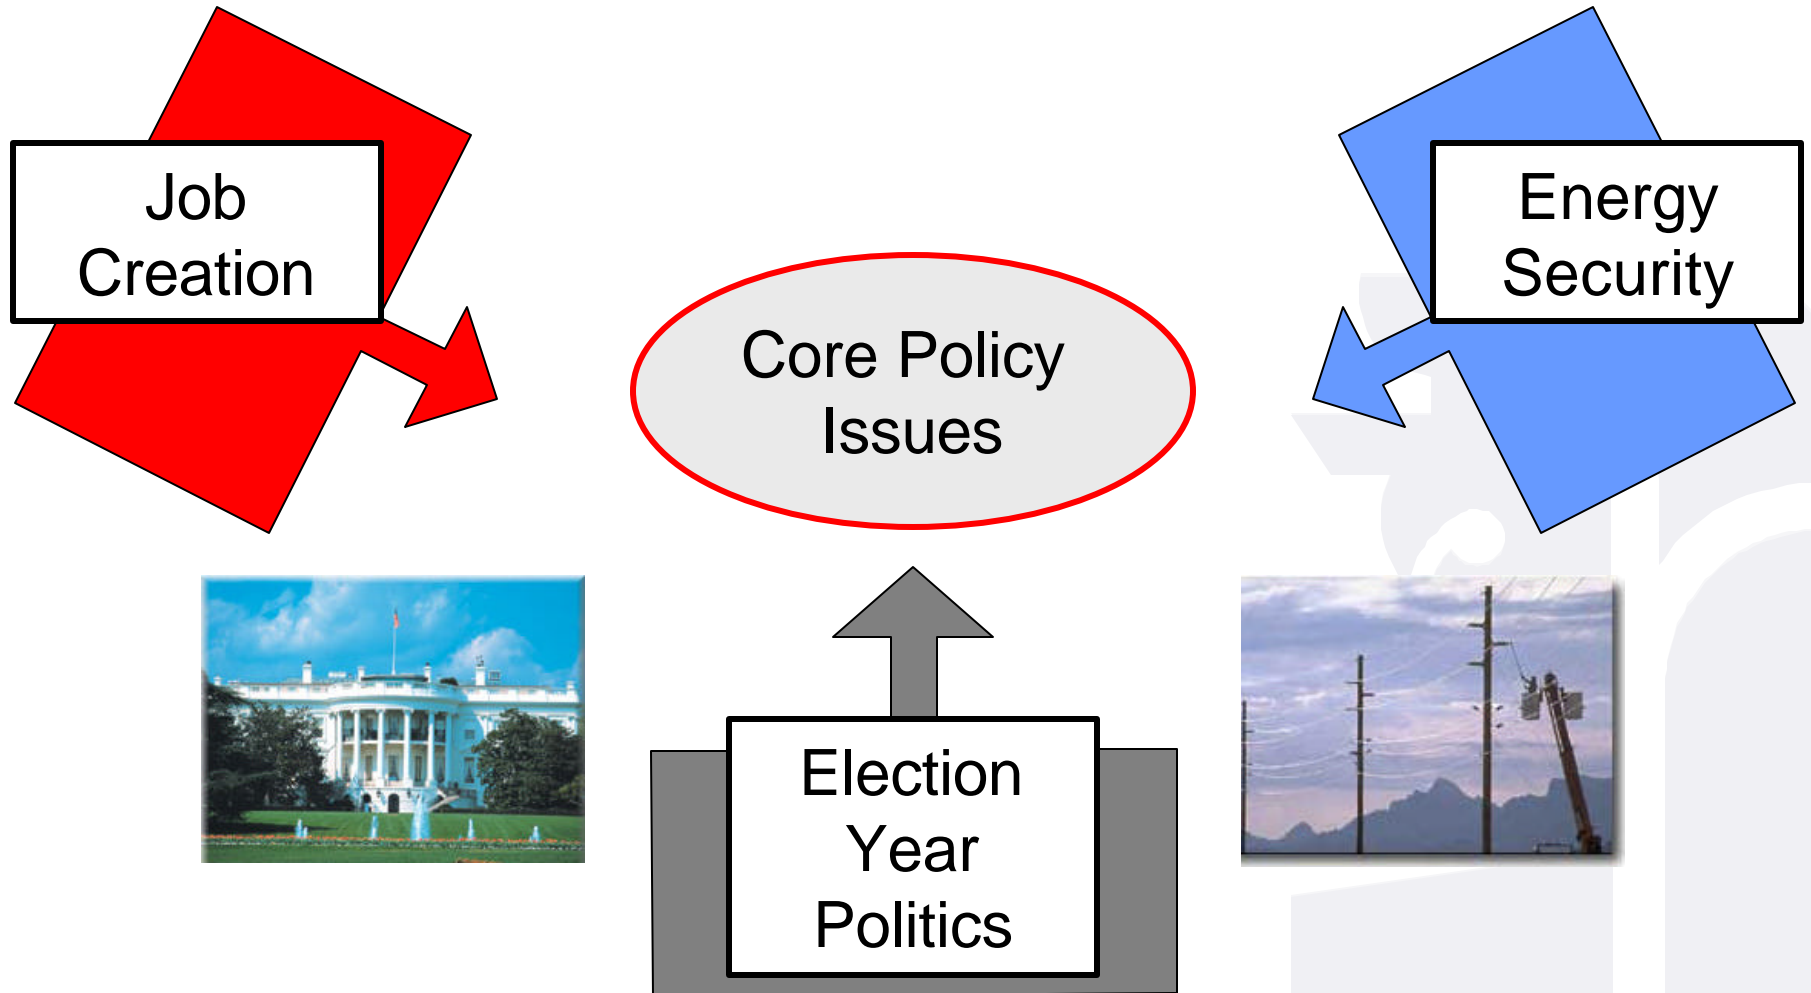 Job
Creation
Energy
Security
Core Policy
Issues
Election
Year
Politics